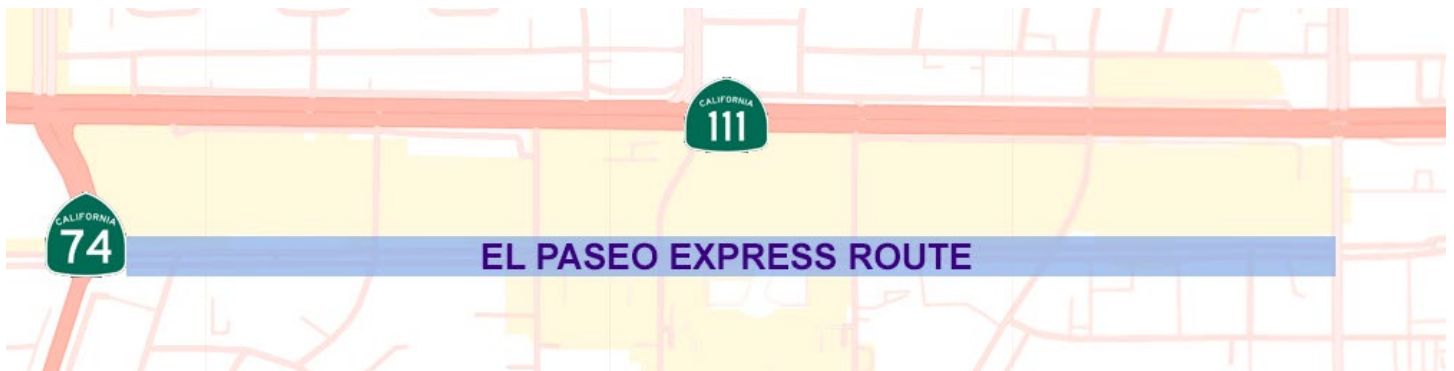 CALIFORNIA
111
CALIFORNIA
74
EL PASEO EXPRESS ROUTE